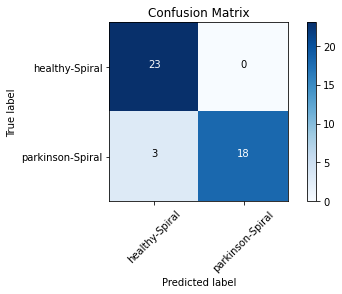 Confusion Matrix
True label
healthy-Spiral
23
0
parkinson-Spiral
3
18
healthy-Spiral
parkinson-Spiral
Predicted label
20
15
10
5
0